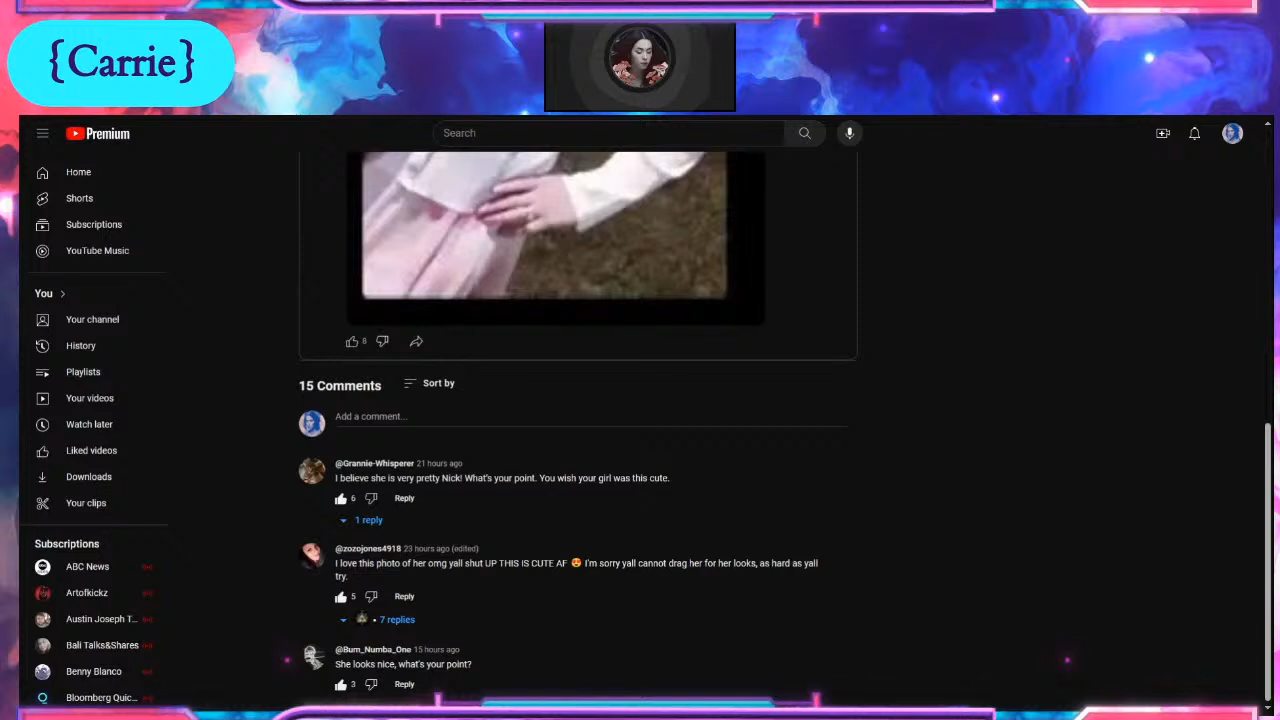 {Carrie}
Premium
Search
Home
Shorts
Subscriptions
YouTube Music
You
Your channel
History
Playlists
Your videos
Watch later
Liked videos
Downloads
Your clips
Subscriptions
ABC News
Artofkickz
Austin Joseph T...
Bali Talks&Shares
Benny Blanco
Bloomberg Quic...
8
15 Comments
Sort by
Add a comment...
@Grannie-Whisperer 21 hours ago
I believe she is very pretty Nick! What's your point. You wish your girl was this cute.
6 Reply
1 reply
@zozojones4918 23 hours ago (edited)
I love this photo of her omg yall shut UP THIS IS CUTE AF 😍 I'm sorry yall cannot drag her for her looks, as hard as yall
try.
5 Reply
• 7 replies
@Bum_Numba_One 15 hours ago
She looks nice, what's your point?
3 Reply